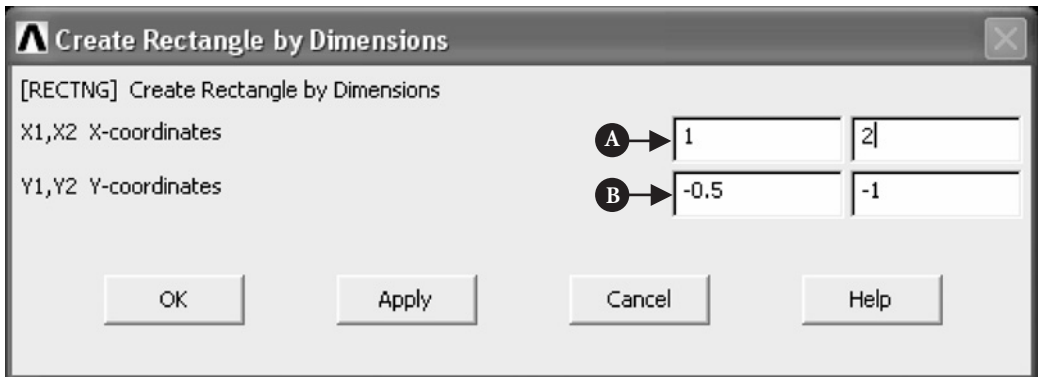 Create Rectangle by Dimensions
[RECTNG] Create Rectangle by Dimensions
X1,X2 X-coordinates A 1 2
Y1,Y2 Y-coordinates B -0.5 -1
OK Apply Cancel Help